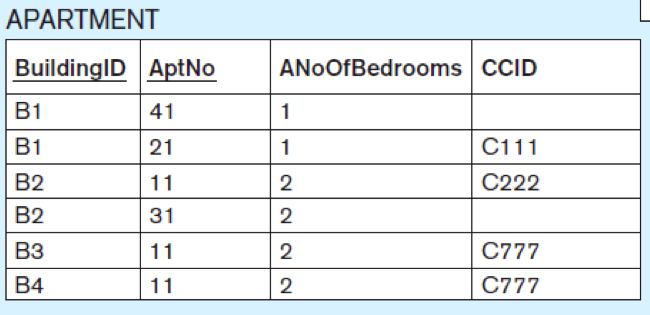 APARTMENT
BuildingID AptNo ANoOfBedrooms CCID
B1 41 1
B1 21 1 C111
B2 11 2 C222
B2 31 2
B3 11 2 C777
B4 11 2 C777